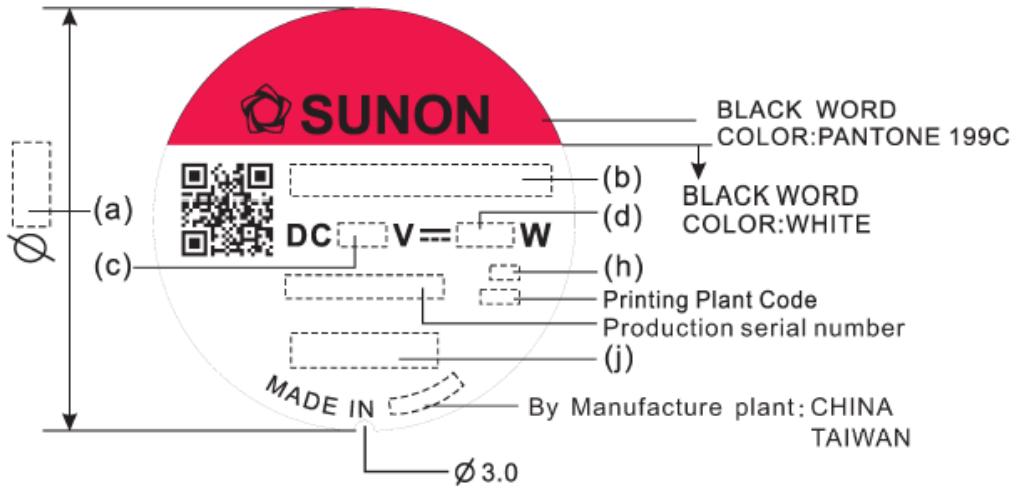 SUNON
BLACK WORD
COLOR:PANTONE 199C
BLACK WORD
COLOR:WHITE
(a)
Ø
(b)
(d)
DC V W
(c)
(h)
Printing Plant Code
Production serial number
(j)
MADE IN
By Manufacture plant: CHINA
TAIWAN
Ø3.0